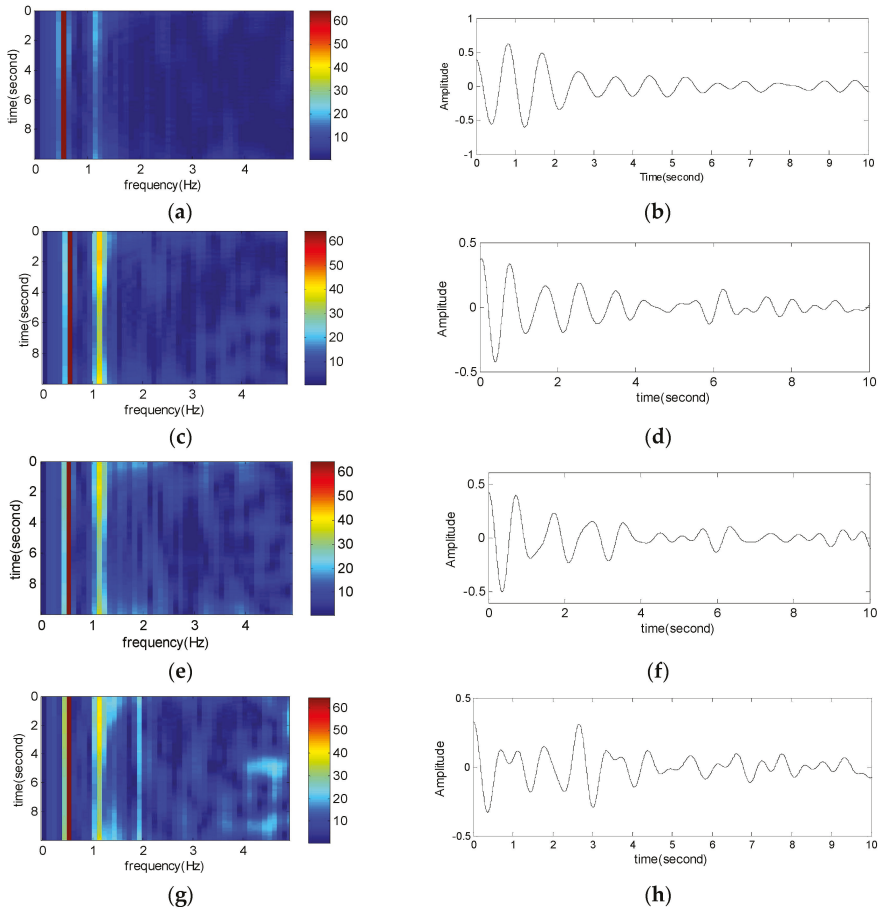 0
2
4
6
8
time(second)
0 1 2 3 4
frequency(Hz)
60
50
40
30
20
10
(a)
1
0.5
0
-0.5
-1
Amplitude
0 1 2 3 4 5 6 7 8 9 10
Time(second)
(b)
0
2
4
6
8
time(second)
0 1 2 3 4
frequency(Hz)
60
50
40
30
20
10
(c)
0.5
0
-0.5
Amplitude
0 2 4 6 8 10
time(second)
(d)
0
2
4
6
8
time(second)
0 1 2 3 4
frequency(Hz)
60
50
40
30
20
10
(e)
0.5
0
-0.5
Amplitude
0 2 4 6 8 10
time(second)
(f)
0
2
4
6
8
time(second)
0 1 2 3 4
frequency(Hz)
60
50
40
30
20
10
(g)
0.5
0
-0.5
Amplitude
0 1 2 3 4 5 6 7 8 9 10
time(second)
(h)